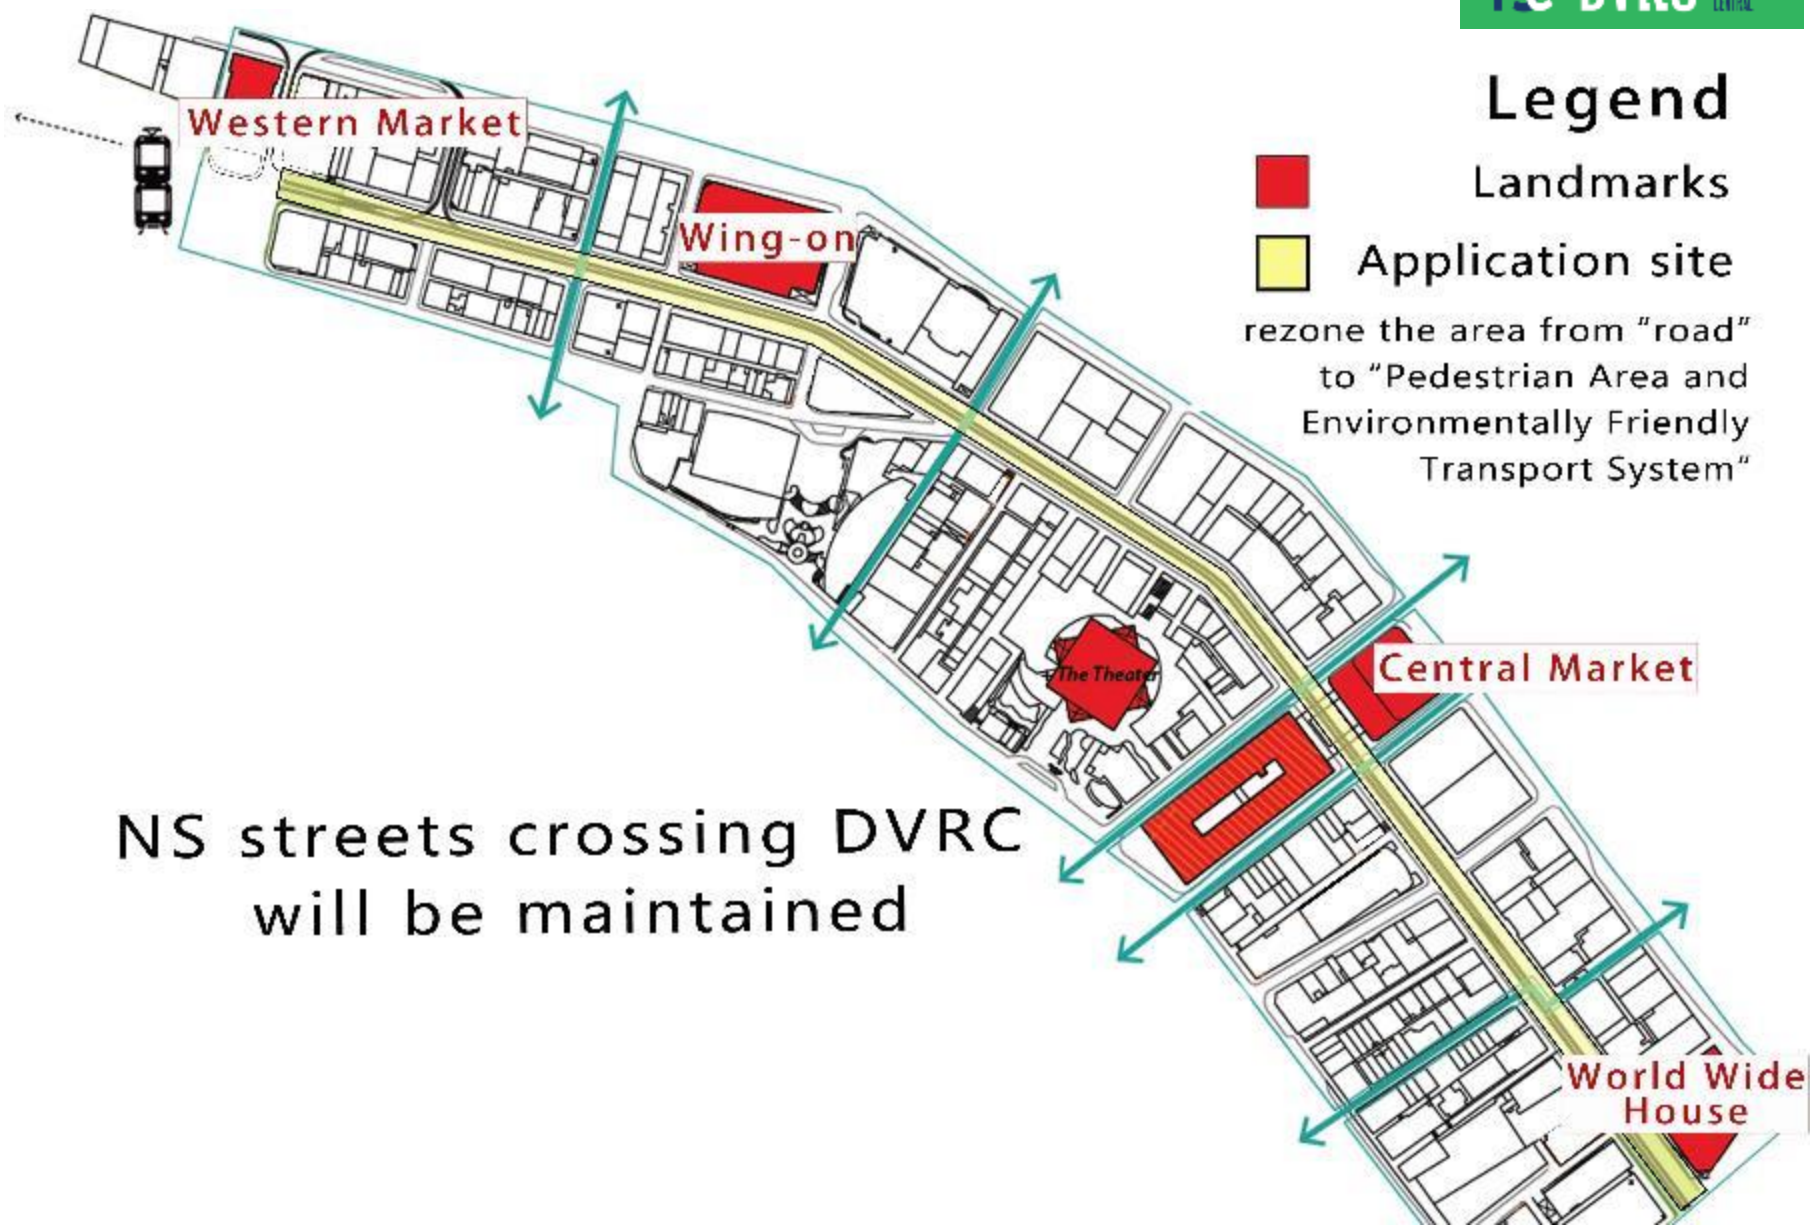 CENTRAL
Legend
Landmarks
Application site
rezone the area from "road"
to "Pedestrian Area and
Environmentally Friendly
Transport System"
Western Market
Wing-on
The Theater
Central Market
World Wide
House
NS streets crossing DVRC
will be maintained